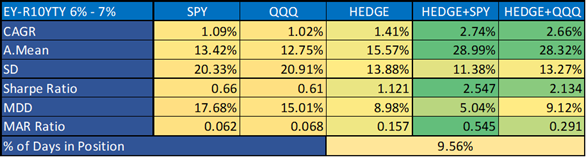 EY-R10YTY 6% - 7% SPY QQQ HEDGE HEDGE+SPY HEDGE+QQQ
CAGR 1.09% 1.02% 1.41% 2.74% 2.66%
A.Mean 13.42% 12.75% 15.57% 28.99% 28.32%
SD 20.33% 20.91% 13.88% 11.38% 13.27%
Sharpe Ratio 0.66 0.61 1.121 2.547 2.134
MDD 17.68% 15.01% 8.98% 5.04% 9.12%
MAR Ratio 0.062 0.068 0.157 0.545 0.291
% of Days in Position 9.56%